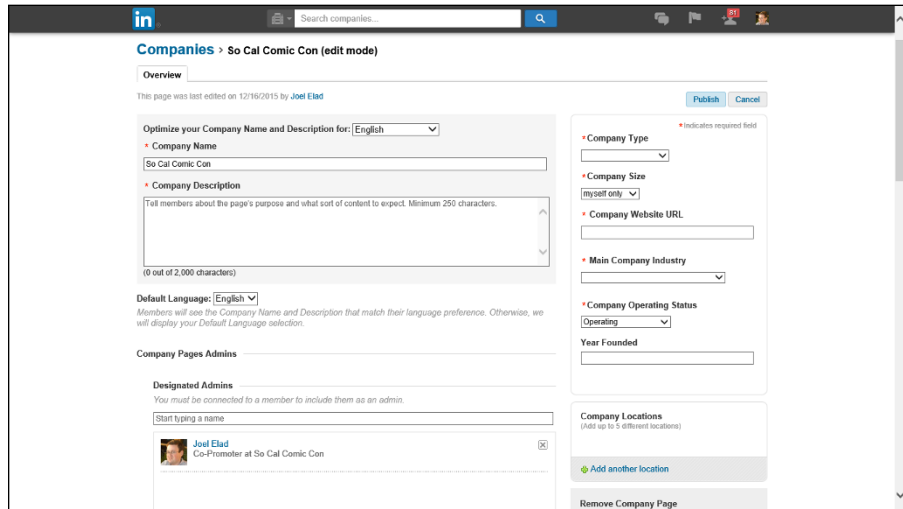 in
Search companies...
81
Companies › So Cal Comic Con (edit mode)
Overview
This page was last edited on 12/16/2015 by Joel Elad
Publish
Cancel
Optimize your Company Name and Description for: English
* Company Name
So Cal Comic Con
* Company Description
Tell members about the page's purpose and what sort of content to expect. Minimum 250 characters.
(0 out of 2,000 characters)
Default Language: English
Members will see the Company Name and Description that match their language preference. Otherwise, we
will display your Default Language selection.
Company Pages Admins
Designated Admins
You must be connected to a member to include them as an admin.
Start typing a name
Joel Elad
Co-Promoter at So Cal Comic Con
* Indicates required field
* Company Type
* Company Size
myself only
* Company Website URL
* Main Company Industry
* Company Operating Status
Operating
Year Founded
Company Locations
(Add up to 5 different locations)
Add another location
Remove Company Page